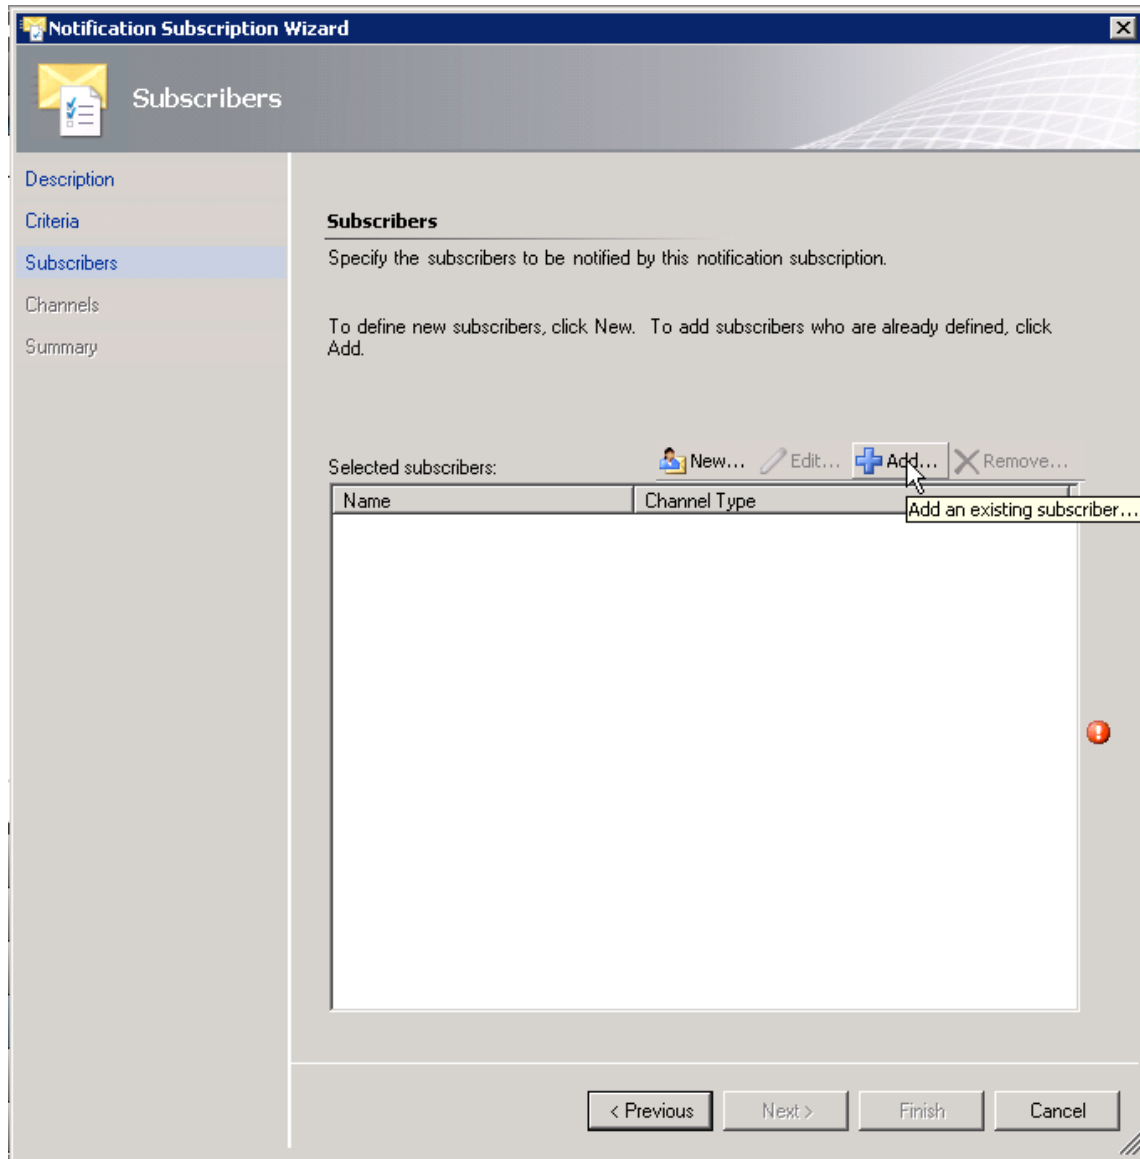 Notification Subscription Wizard
Subscribers
Description
Criteria
Subscribers
Channels
Summary
Subscribers
Specify the subscribers to be notified by this notification subscription.
To define new subscribers, click New. To add subscribers who are already defined, click
Add.
Selected subscribers:
New... Edit... Add... Remove...
Name Channel Type
Add an existing subscriber...
< Previous Next > Finish Cancel